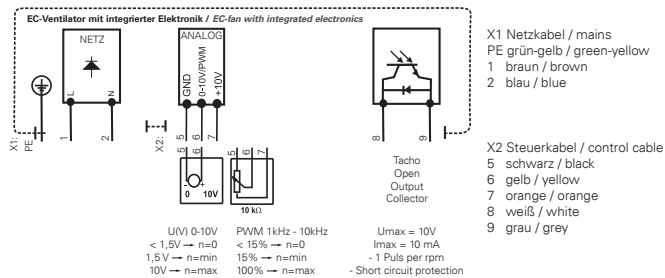 EC-Ventilator mit integrierter Elektronik / EC-fan with integrated electronics
NETZ
L
N
ANALOG
GND
0-10V/PWM
+10V
X1:
PE
1
2
X2:
5
6
7
8
9
5
6
- +
0 10V
5
6
7
10 kΩ
Tacho
Open
Output
Collector
U(V) 0-10V
< 1,5V → n=0
1,5 V → n=min
10V → n=max
PWM 1kHz - 10kHz
< 15% → n=0
15% → n=min
100% → n=max
Umax = 10V
Imax = 10 mA
- 1 Puls per rpm
- Short circuit protection
X1 Netzkabel / mains
PE grün-gelb / green-yellow
1 braun / brown
2 blau / blue
X2 Steuerkabel / control cable
5 schwarz / black
6 gelb / yellow
7 orange / orange
8 weiß / white
9 grau / grey